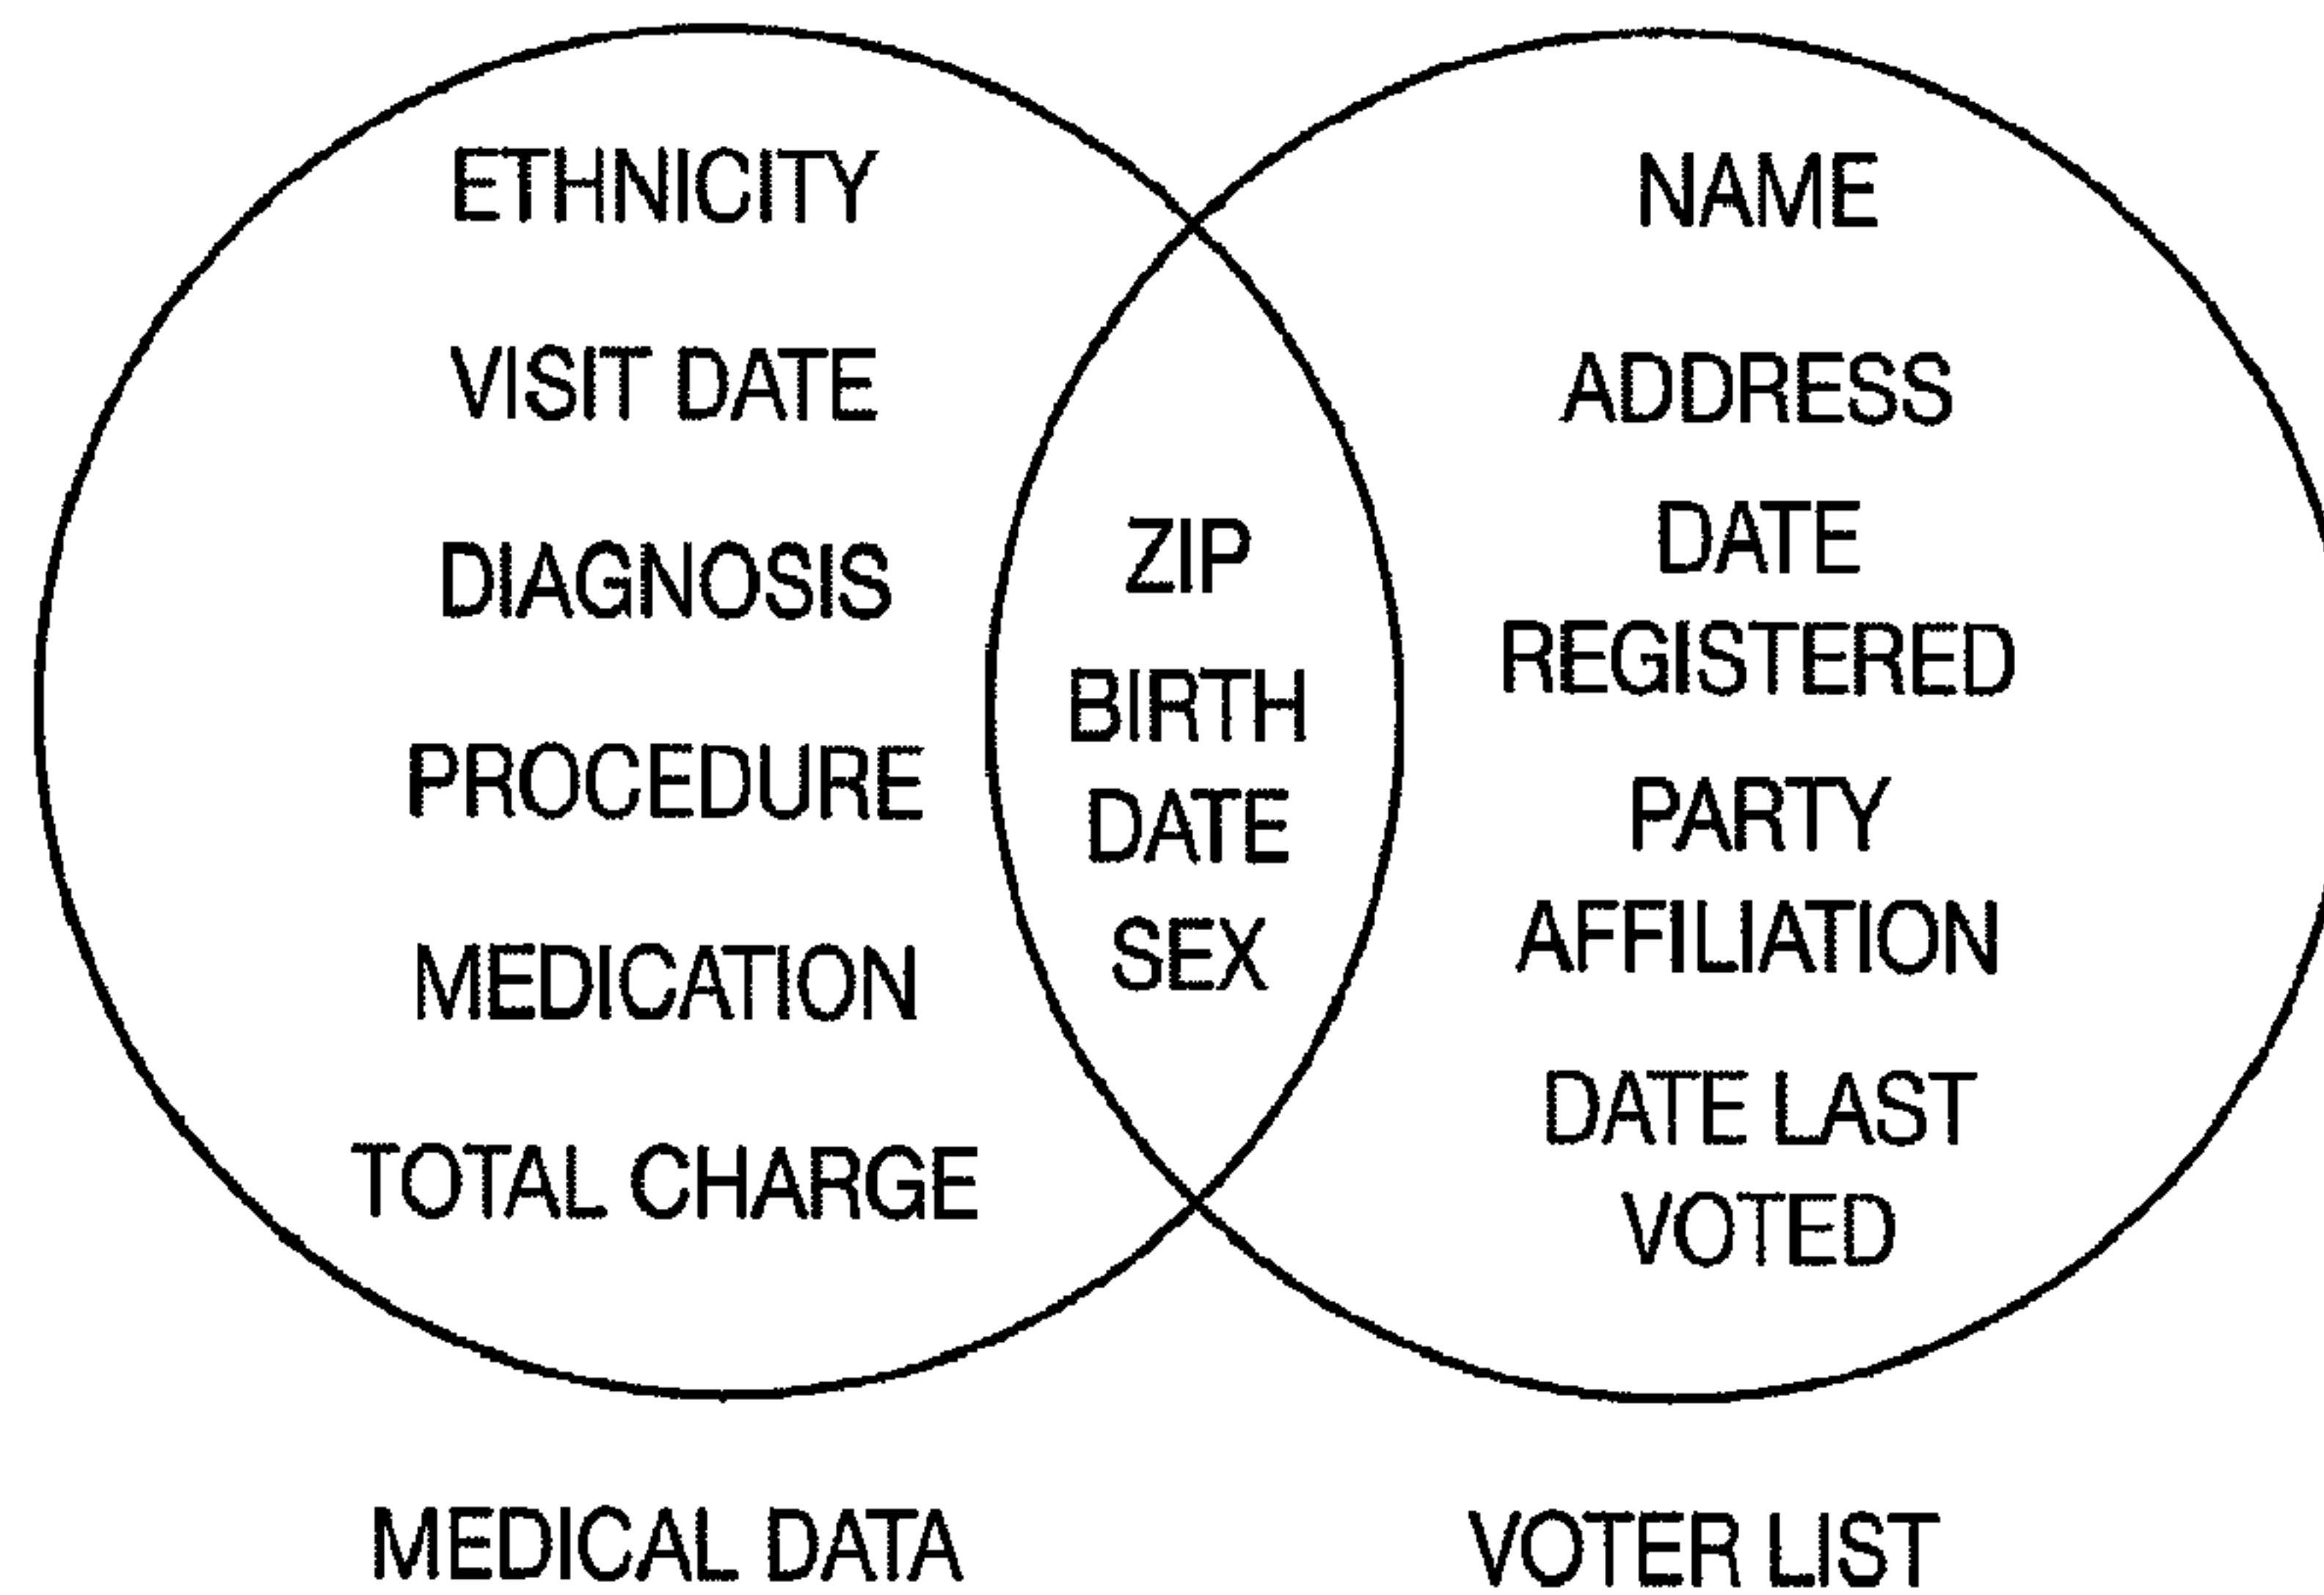 ETHNICITY
VISIT DATE
DIAGNOSIS
PROCEDURE
MEDICATION
TOTAL CHARGE
ZIP
BIRTH
DATE
SEX
NAME
ADDRESS
DATE
REGISTERED
PARTY
AFFILIATION
DATE LAST
VOTED
MEDICAL DATA
VOTER LIST